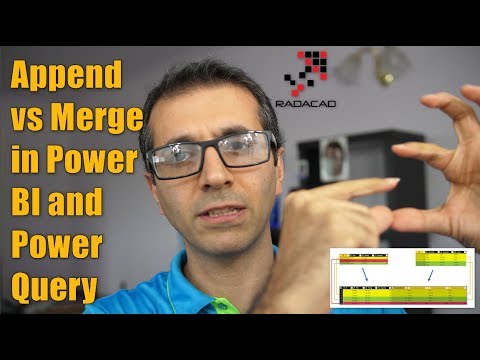 Append
vs Merge
in Power
BI and
Power
Query
RADACAD